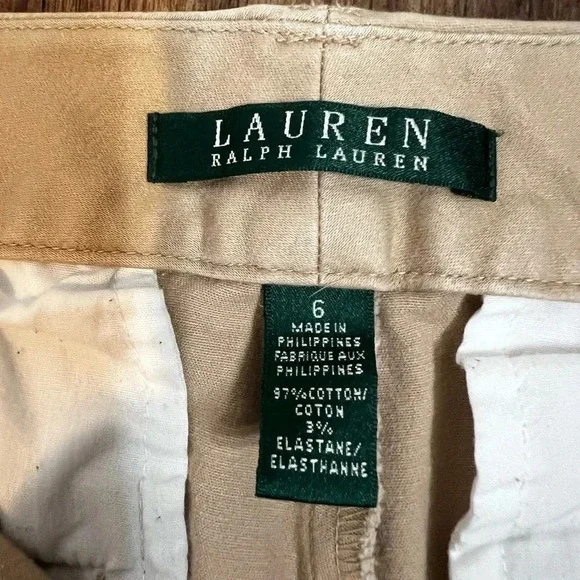 LAUREN
RALPH LAUREN
6
MADE IN
PHILIPPINES
FABRIQUE AUX
PHILIPPINES
97% COTTON/
COTON
3%
ELASTANE/
ELASTHANNE